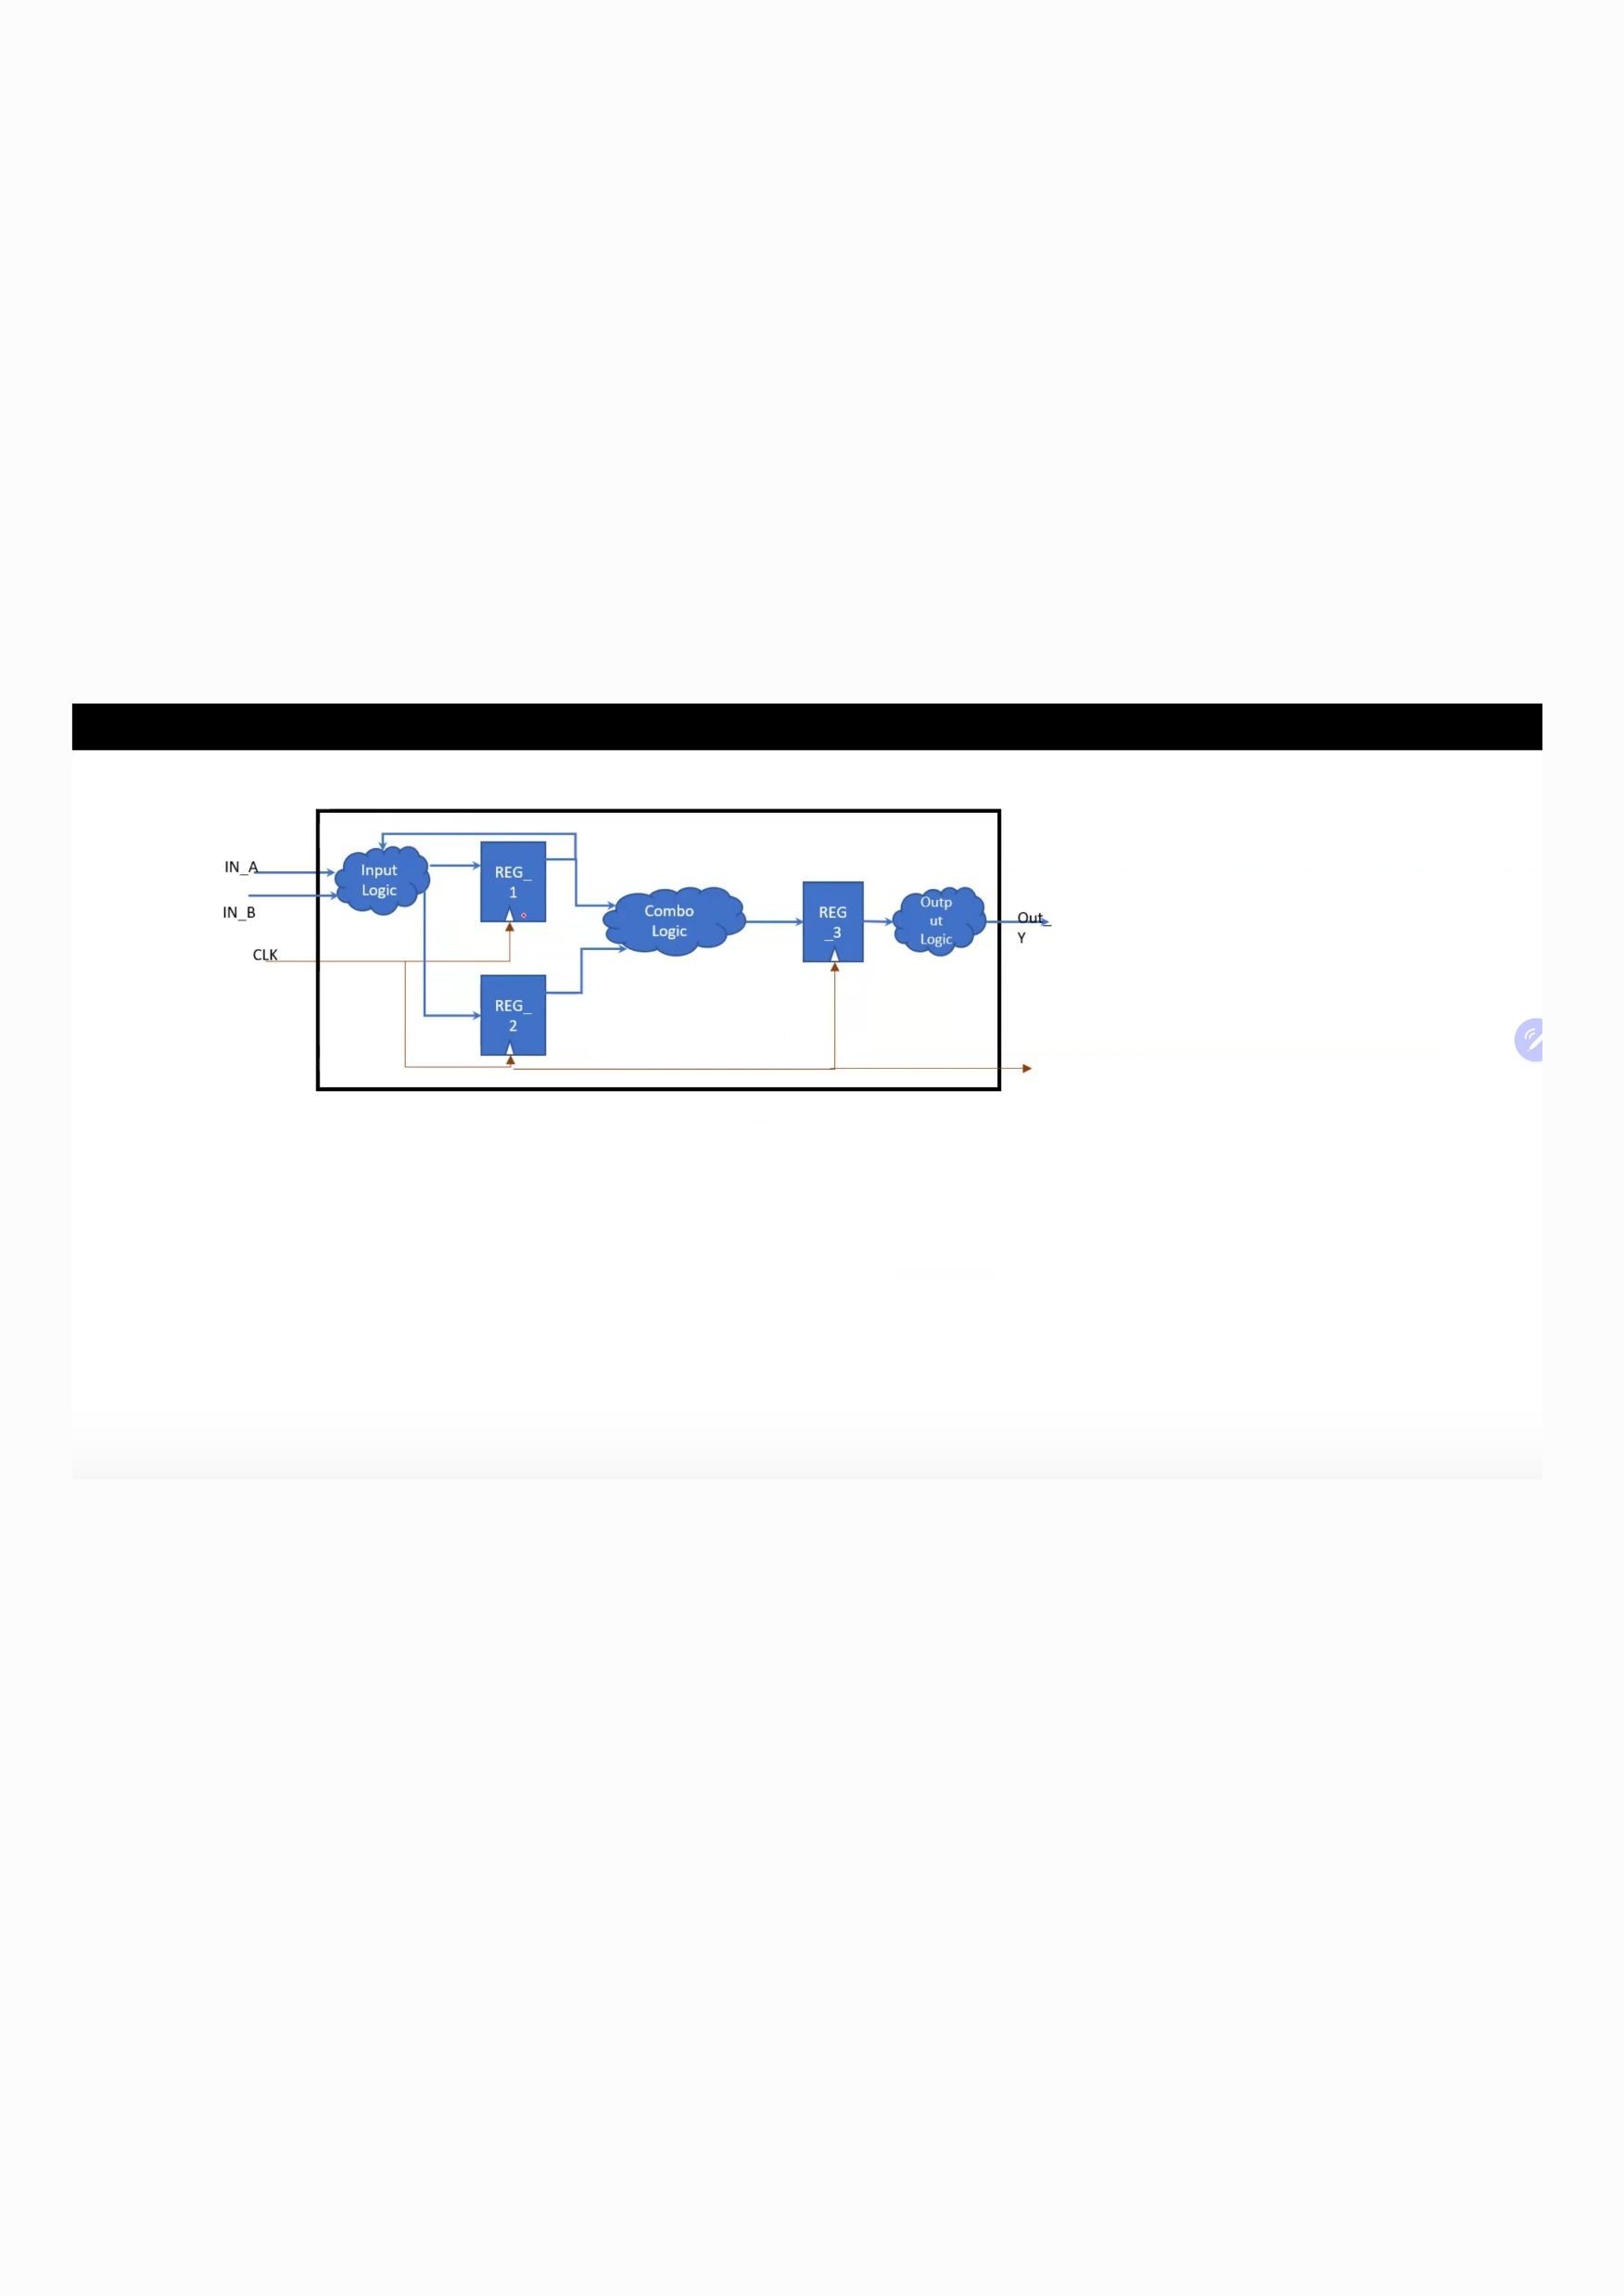 IN_A
IN_B
CLK
Input
Logic
REG_
1
REG_
2
Combo
Logic
REG
_3
Outp
ut
Logic
Out_
Y